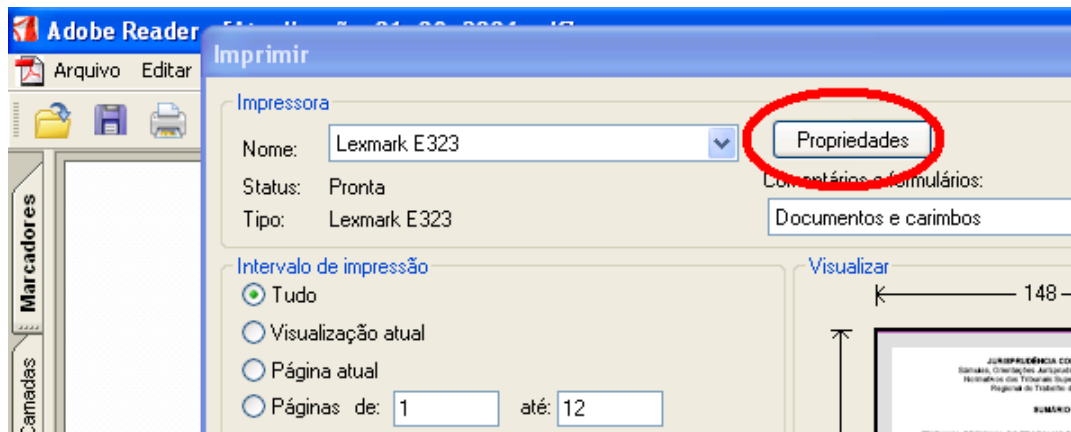 Adobe Reader
Imprimir
Arquivo Editar
Impressora
Nome: Lexmark E323
Propriedades
Status: Pronta
Comentários e formulários:
Tipo: Lexmark E323
Documentos e carimbos
Marcadores
Camadas
Intervalo de impressão
Visualizar
Tudo
148
Visualização atual
Página atual
Páginas de: 1 até: 12
SUMÁRIO